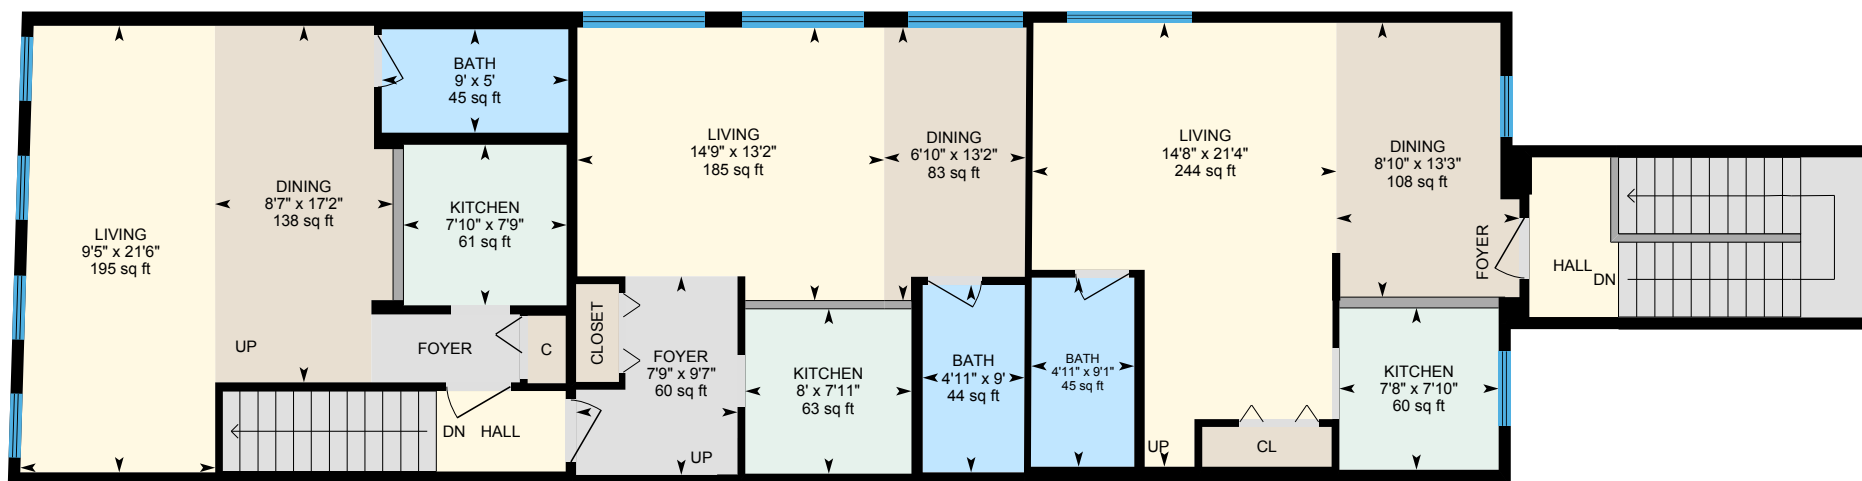 BATH
9' x 5'
45 sq ft
LIVING
9'5" x 21'6"
195 sq ft
DINING
8'7" x 17'2"
138 sq ft
KITCHEN
7'10" x 7'9"
61 sq ft
UP
FOYER
C
DN
HALL
LIVING
14'9" x 13'2"
185 sq ft
DINING
6'10" x 13'2"
83 sq ft
CLOSET
FOYER
7'9" x 9'7"
60 sq ft
UP
KITCHEN
8' x 7'11"
63 sq ft
BATH
4'11" x 9'
44 sq ft
LIVING
14'8" x 21'4"
244 sq ft
DINING
8'10" x 13'3"
108 sq ft
BATH
4'11" x 9'1"
45 sq ft
UP
CL
KITCHEN
7'8" x 7'10"
60 sq ft
FOYER
HALL
DN